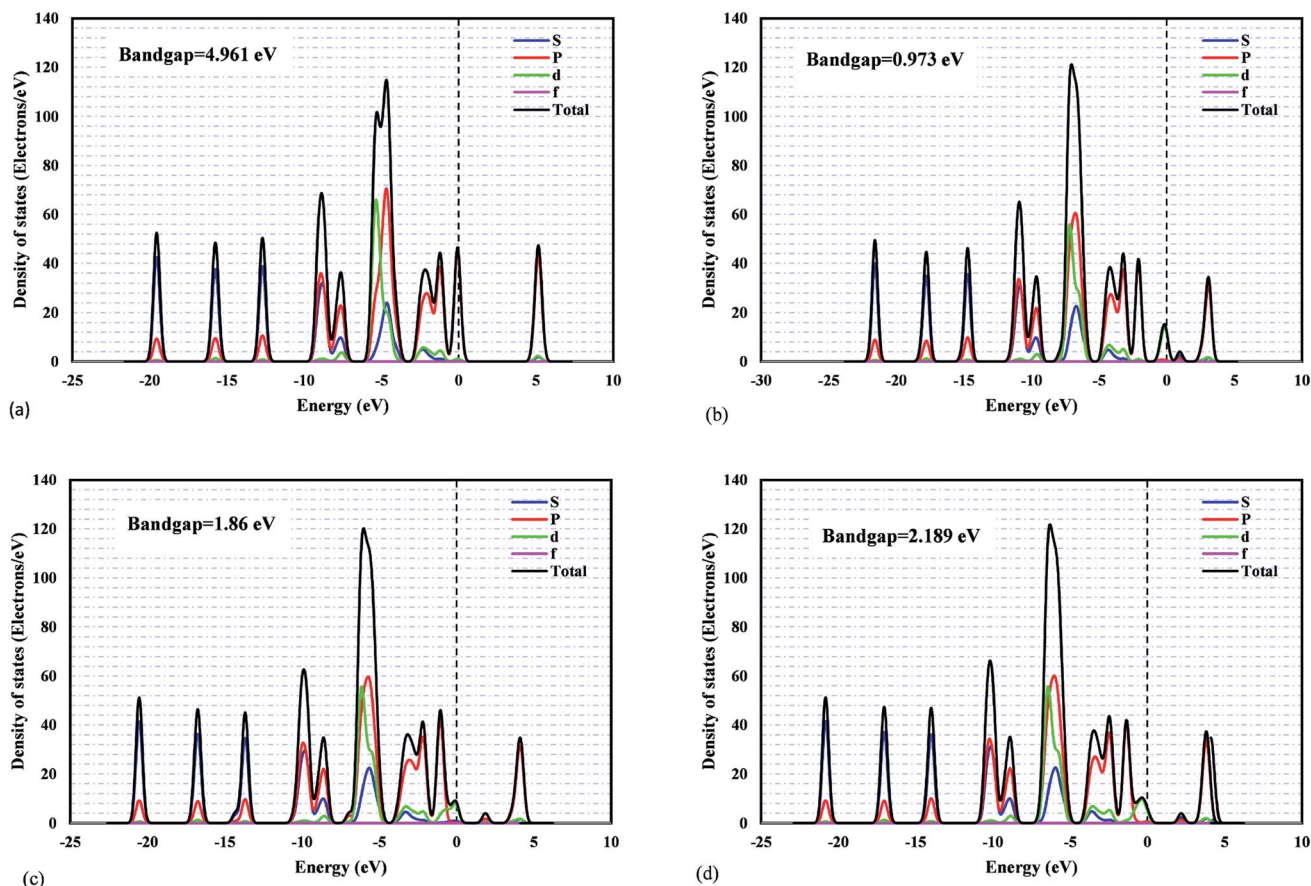 140
120
100
80
60
40
20
0
Density of states (Electrons/eV)
Bandgap=4.961 eV
S
P
d
f
Total
-25 -20 -15 -10 -5 0 5 10
Energy (eV)
(a)
140
120
100
80
60
40
20
0
Density of states (Electrons/eV)
Bandgap=0.973 eV
S
P
d
f
Total
-30 -25 -20 -15 -10 -5 0 5 10
Energy (eV)
(b)
140
120
100
80
60
40
20
0
Density of states (Electrons/eV)
Bandgap=1.86 eV
S
P
d
f
Total
-25 -20 -15 -10 -5 0 5 10
Energy (eV)
(c)
140
120
100
80
60
40
20
0
Density of states (Electrons/eV)
Bandgap=2.189 eV
S
P
d
f
Total
-25 -20 -15 -10 -5 0 5 10
Energy (eV)
(d)